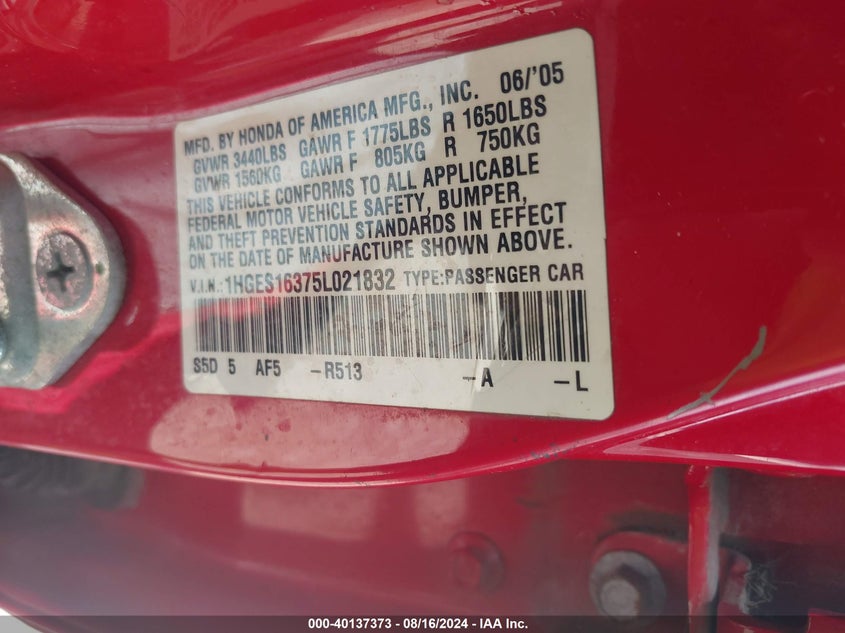 MFD. BY HONDA OF AMERICA MFG., INC. 06/'05
GVWR 3440LBS GAWR F 1775LBS R 1650LBS
GVWR 1560KG GAWR F 805KG R 750KG
THIS VEHICLE CONFORMS TO ALL APPLICABLE
FEDERAL MOTOR VEHICLE SAFETY, BUMPER,
AND THEFT PREVENTION STANDARDS IN EFFECT
ON THE DATE OF MANUFACTURE SHOWN ABOVE.
V.I.N.:1HGES16375L021832 TYPE:PASSENGER CAR
S5D 5 AF5 -R513 -A -L
000-40137373 - 08/16/2024 - IAA Inc.